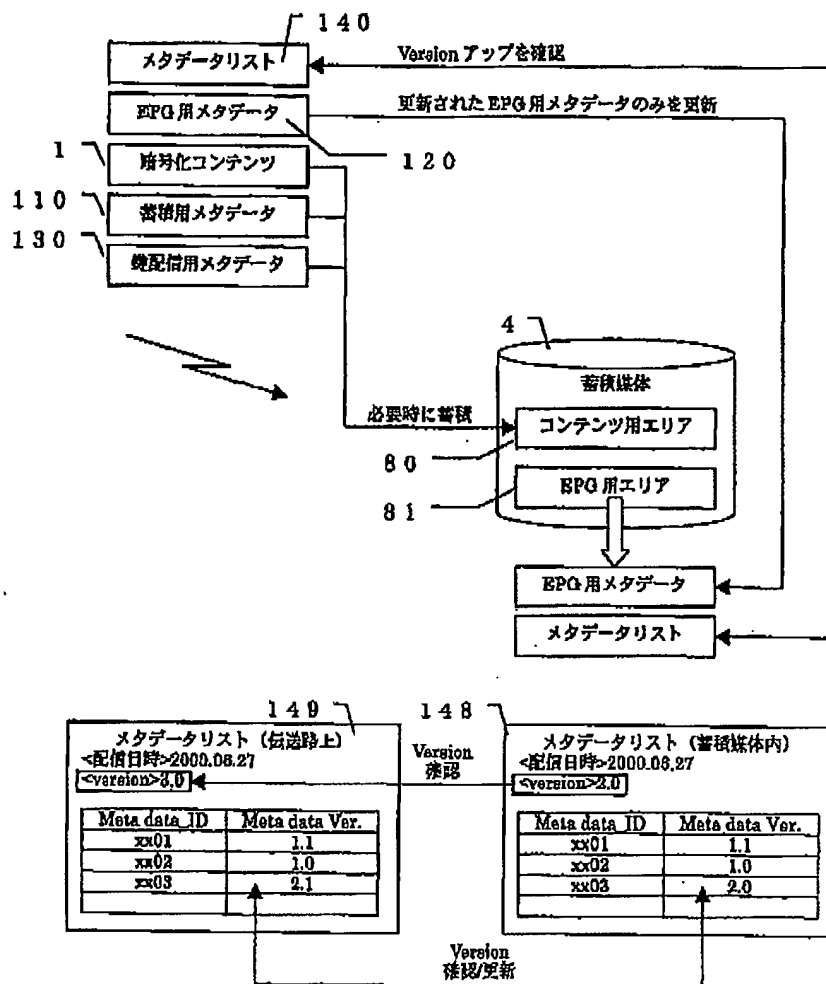 140
メタデータリスト
Versionアップを確認
EPG用メタデータ
更新されたEPG用メタデータのみを更新
1
暗号化コンテンツ
120
110
蓄積用メタデータ
130
鍵配信用メタデータ
4
蓄積媒体
必要時に蓄積
コンテンツ用エリア
80
EPG用エリア
81
EPG用メタデータ
メタデータリスト
149
148
メタデータリスト（伝送路上）
<配信日時>2000.06.27
<version>3.0
Version
確認
メタデータリスト（蓄積媒体内）
<配信日時>2000.06.27
<version>2.0
Meta data ID Meta data Ver.
xx01 1.1
xx02 1.0
xx03 2.1
Meta data ID Meta data Ver.
xx01 1.1
xx02 1.0
xx03 2.0
Version
確認/更新